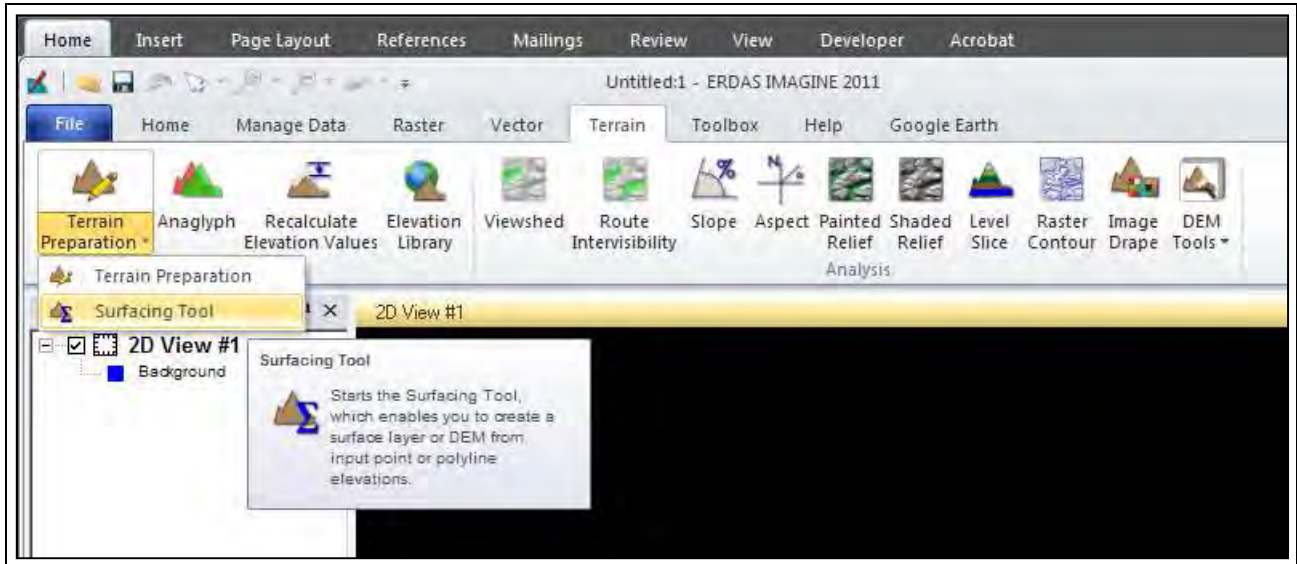 Home Insert Page Layout References Mailings Review View Developer Acrobat
Untitled:1 - ERDAS IMAGINE 2011
File Home Manage Data Raster Vector Terrain Toolbox Help Google Earth
Terrain Preparation
Anaglyph
Recalculate Elevation Values
Elevation Library
Viewshed
Route Intervisibility
Slope
Aspect
Painted Relief
Shaded Relief
Level Slice
Raster Contour
Image Drape
DEM Tools
Analysis
Terrain Preparation
Surfacing Tool
2D View #1
2D View #1
Background
Surfacing Tool
Starts the Surfacing Tool,
which enables you to create a
surface layer or DEM from
input point or polyline
elevations.